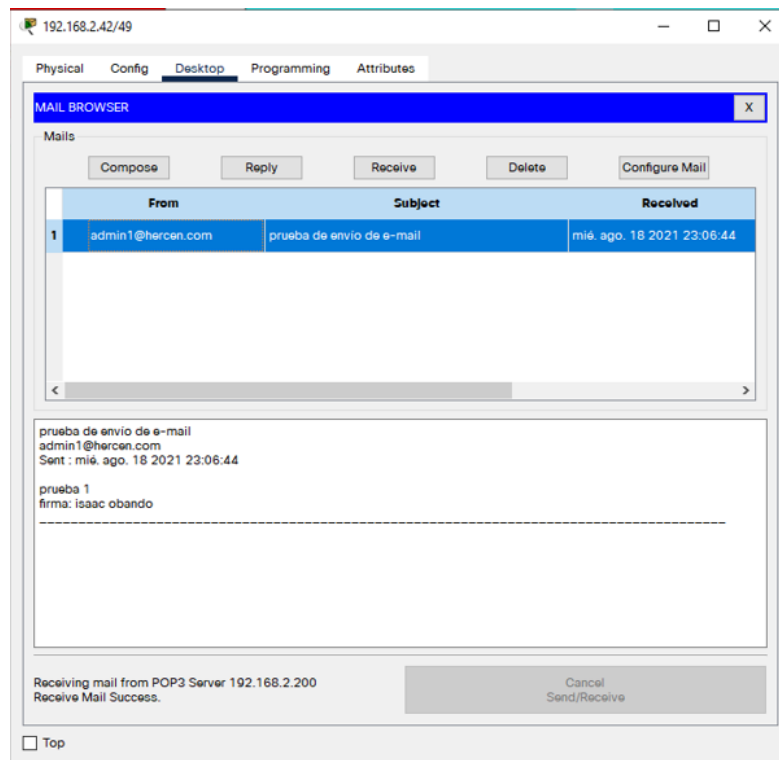 192.168.2.42/49
Physical Config Desktop Programming Attributes
MAIL BROWSER X
Mails
Compose Reply Receive Delete Configure Mail
From Subject Received
1 admin1@hercen.com prueba de envio de e-mail mié. ago. 18 2021 23:06:44
prueba de envio de e-mail
admin1@hercen.com
Sent : mié. ago. 18 2021 23:06:44
prueba 1
firma: isaac obando
Receiving mail from POP3 Server 192.168.2.200
Receive Mail Success.
Cancel
Send/Receive
Top